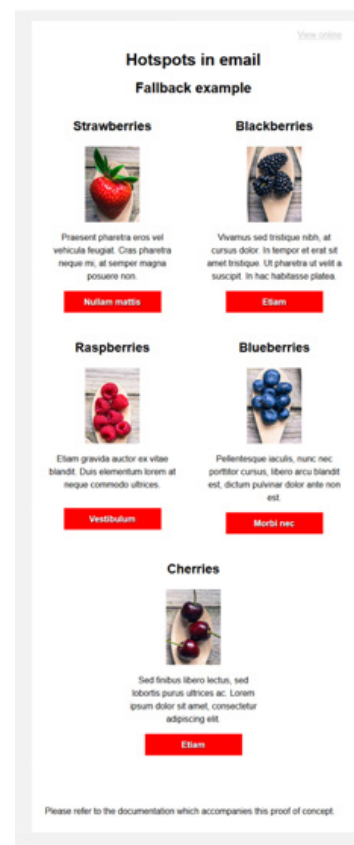 View online
Hotspots in email
Fallback example
Strawberries
Praesent pharetra eros vel
vehicula feugiat. Cras pharetra
neque mi, at semper magna
posuere non.
Nullam mattis
Blackberries
Vivamus sed tristique nibh, at
cursus dolor. In tempor et erat sit
amet tristique. Ut pharetra ut velit a
suscipit. In hac habitasse platea.
Etiam
Raspberries
Etiam gravida auctor ex vitae
blandit. Duis elementum lorem at
neque commodo ultrices.
Vestibulum
Blueberries
Pellentesque iaculis, nunc nec
porttitor cursus, libero arcu blandit
est, dictum pulvinar dolor ante non
est.
Morbi nec
Cherries
Sed finibus libero lectus, sed
lobortis purus ultrices ac. Lorem
ipsum dolor sit amet, consectetur
adipiscing elit.
Etiam
Please refer to the documentation which accompanies this proof of concept.